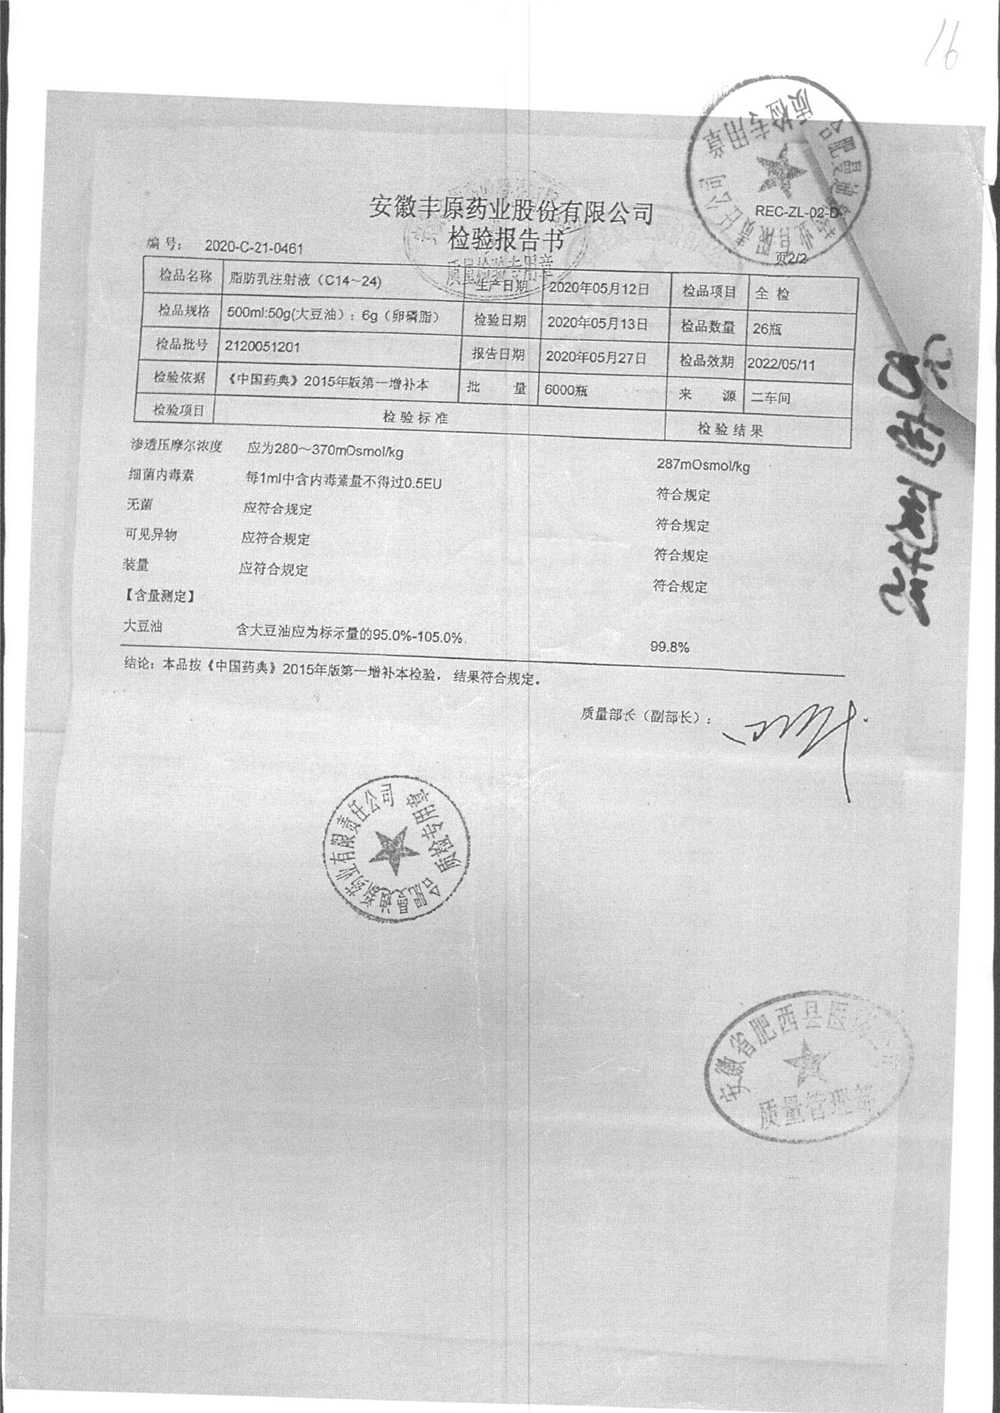 16
安徽丰原药业股份有限公司
REC-ZL-02-D
检验报告书
编号： 2020-C-21-0461
页2/2
检品名称 脂肪乳注射液（C14～24） 生产日期 2020年05月12日 检品项目 全 检
检品规格 500ml:50g(大豆油)；6g（卵磷脂） 检验日期 2020年05月13日 检品数量 26瓶
检品批号 2120051201 报告日期 2020年05月27日 检品效期 2022/05/11
检验依据 《中国药典》2015年版第一增补本 批 量 6000瓶 来 源 二车间
检验项目 检 验 标 准 检 验 结 果
渗透压摩尔浓度 应为280～370mOsmol/kg 287mOsmol/kg
细菌内毒素 每1ml中含内毒素量不得过0.5EU 符合规定
无菌 应符合规定 符合规定
可见异物 应符合规定 符合规定
装量 应符合规定 符合规定
【含量测定】
大豆油 含大豆油应为标示量的95.0%-105.0%. 99.8%
结论：本品按《中国药典》2015年版第一增补本检验，结果符合规定。
质量部长（副部长）：
质检专用章
质量管理部